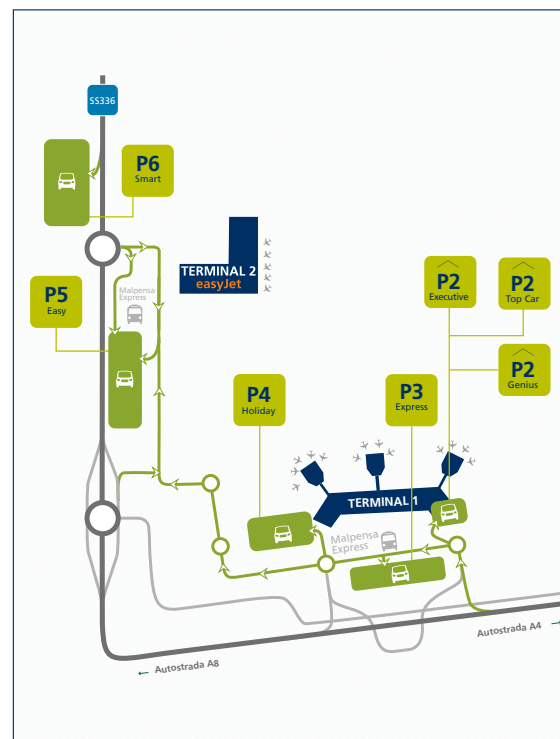 SS336
P6
Smart
TERMINAL 2
easyJet
P5
Easy
Malpensa
Express
P2
Executive
P2
Top Car
P2
Genius
P4
Holiday
P3
Express
TERMINAL 1
Malpensa
Express
Autostrada A4
Autostrada A8